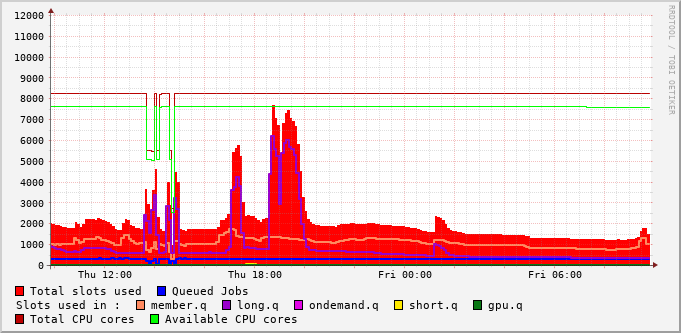 12000
11000
10000
9000
8000
7000
6000
5000
4000
3000
2000
1000
0
Thu 12:00 Thu 18:00 Fri 00:00 Fri 06:00
RRDTOOL / TOBI OETIKER
Total slots used Queued Jobs
Slots used in : member.q long.q ondemand.q short.q gpu.q
Total CPU cores Available CPU cores